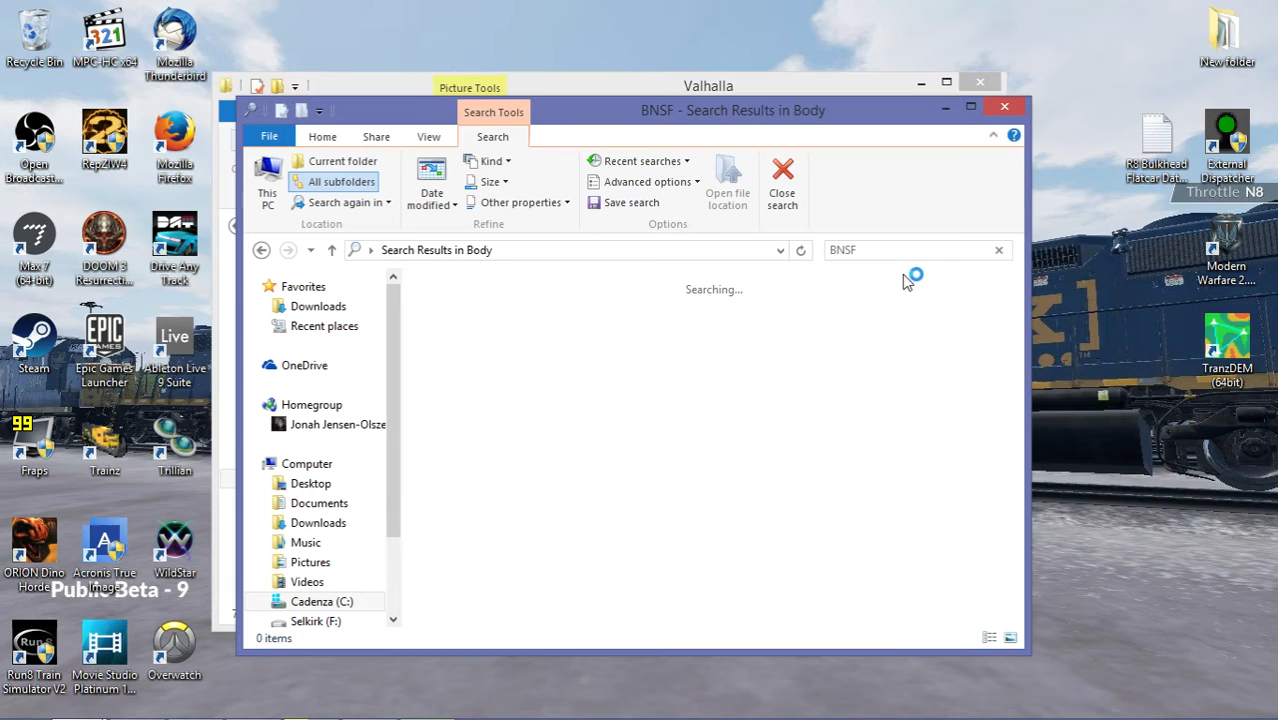 Recycle Bin
MPC-HC x64
Mozilla
Thunderbird
New folder
Picture Tools
Valhalla
Search Tools
BNSF - Search Results in Body
File
Home
Share
View
Search
This
PC
Current folder
All subfolders
Search again in
Location
Date
modified
Kind
Size
Other properties
Refine
Recent searches
Advanced options
Save search
Options
Open file
location
Close
search
Search Results in Body
BNSF
Favorites
Downloads
Recent places
OneDrive
Homegroup
Jonah Jensen-Olsze
Computer
Desktop
Documents
Downloads
Music
Pictures
Videos
Cadenza (C:)
Selkirk (F:)
Searching...
0 items
Open
Broadcast...
RepZIW4
Mozilla
Firefox
Max 7
(64 bit)
DOOM 3
Resurrecti...
DAT
Drive Any
Track
Steam
EPIC
GAMES
Epic Games
Launcher
Live
Ableton Live
9 Suite
99
Fraps
Trainz
Trillian
ORION Dino
Horde
Acronis True
Image
WildStar
Public Beta - 9
Run8
Run8 Train
Simulator V2
Movie Studio
Platinum 1...
Overwatch
R8 Bulkhead
Flatcar Dat...
External
Dispatcher
Throttle N8
Modern
Warfare 2....
TranzDEM
(64bit)
321